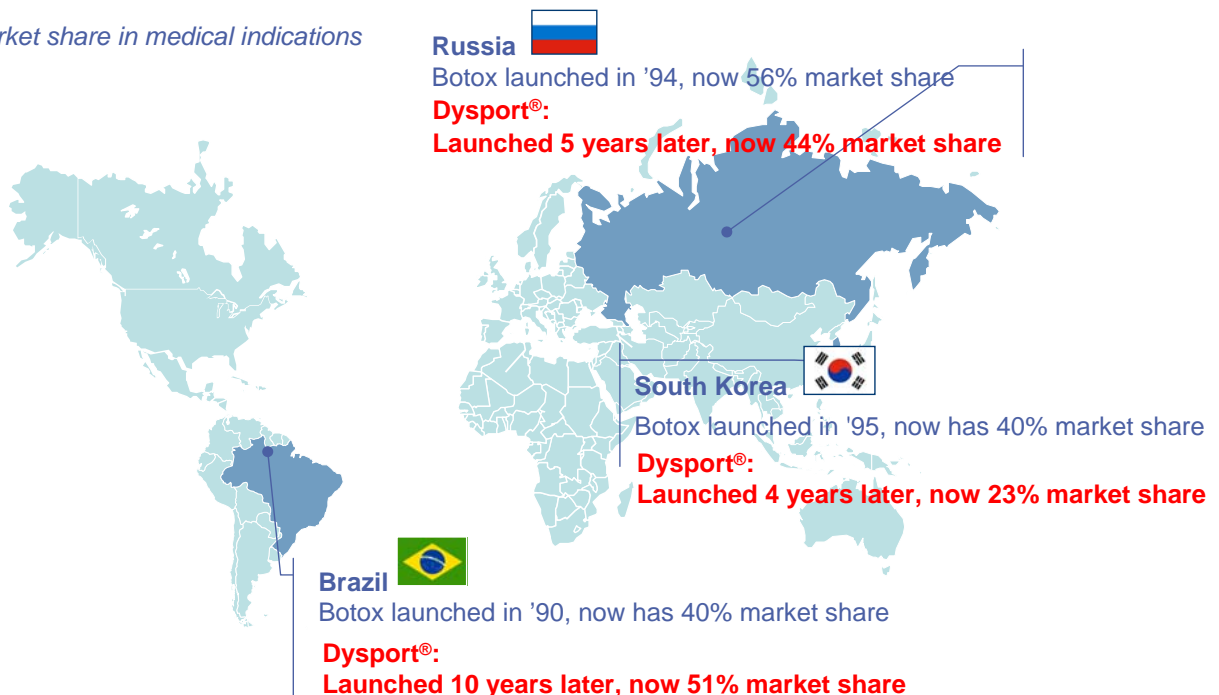 rket share in medical indications
Russia
Botox launched in ’94, now 56% market share
Dysport®:
Launched 5 years later, now 44% market share
South Korea
Botox launched in '95, now has 40% market share
Dysport®:
Launched 4 years later, now 23% market share
Brazil
Botox launched in ’90, now has 40% market share
Dysport®:
Launched 10 years later, now 51% market share